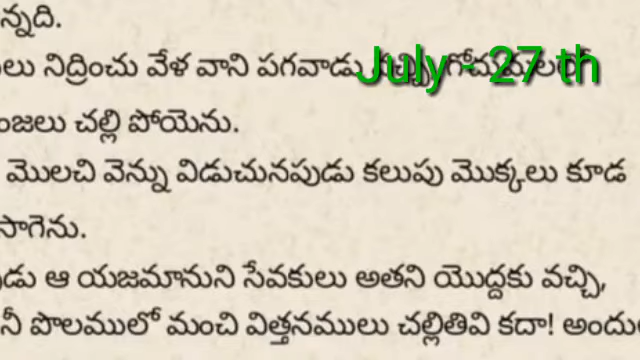 న్నది.
లు నిద్రించు వేళ వాని పగవాడు
July - 27 th
ంజలు చల్లి పోయెను.
మొలచి వెన్ను విడుచునపుడు కలుపు మొక్కలు కూడ
సాగెను.
డు ఆ యజమానుని సేవకులు అతని యొద్దకు వచ్చి,
నీ పొలములో మంచి విత్తనములు చల్లితివి కదా! అందు